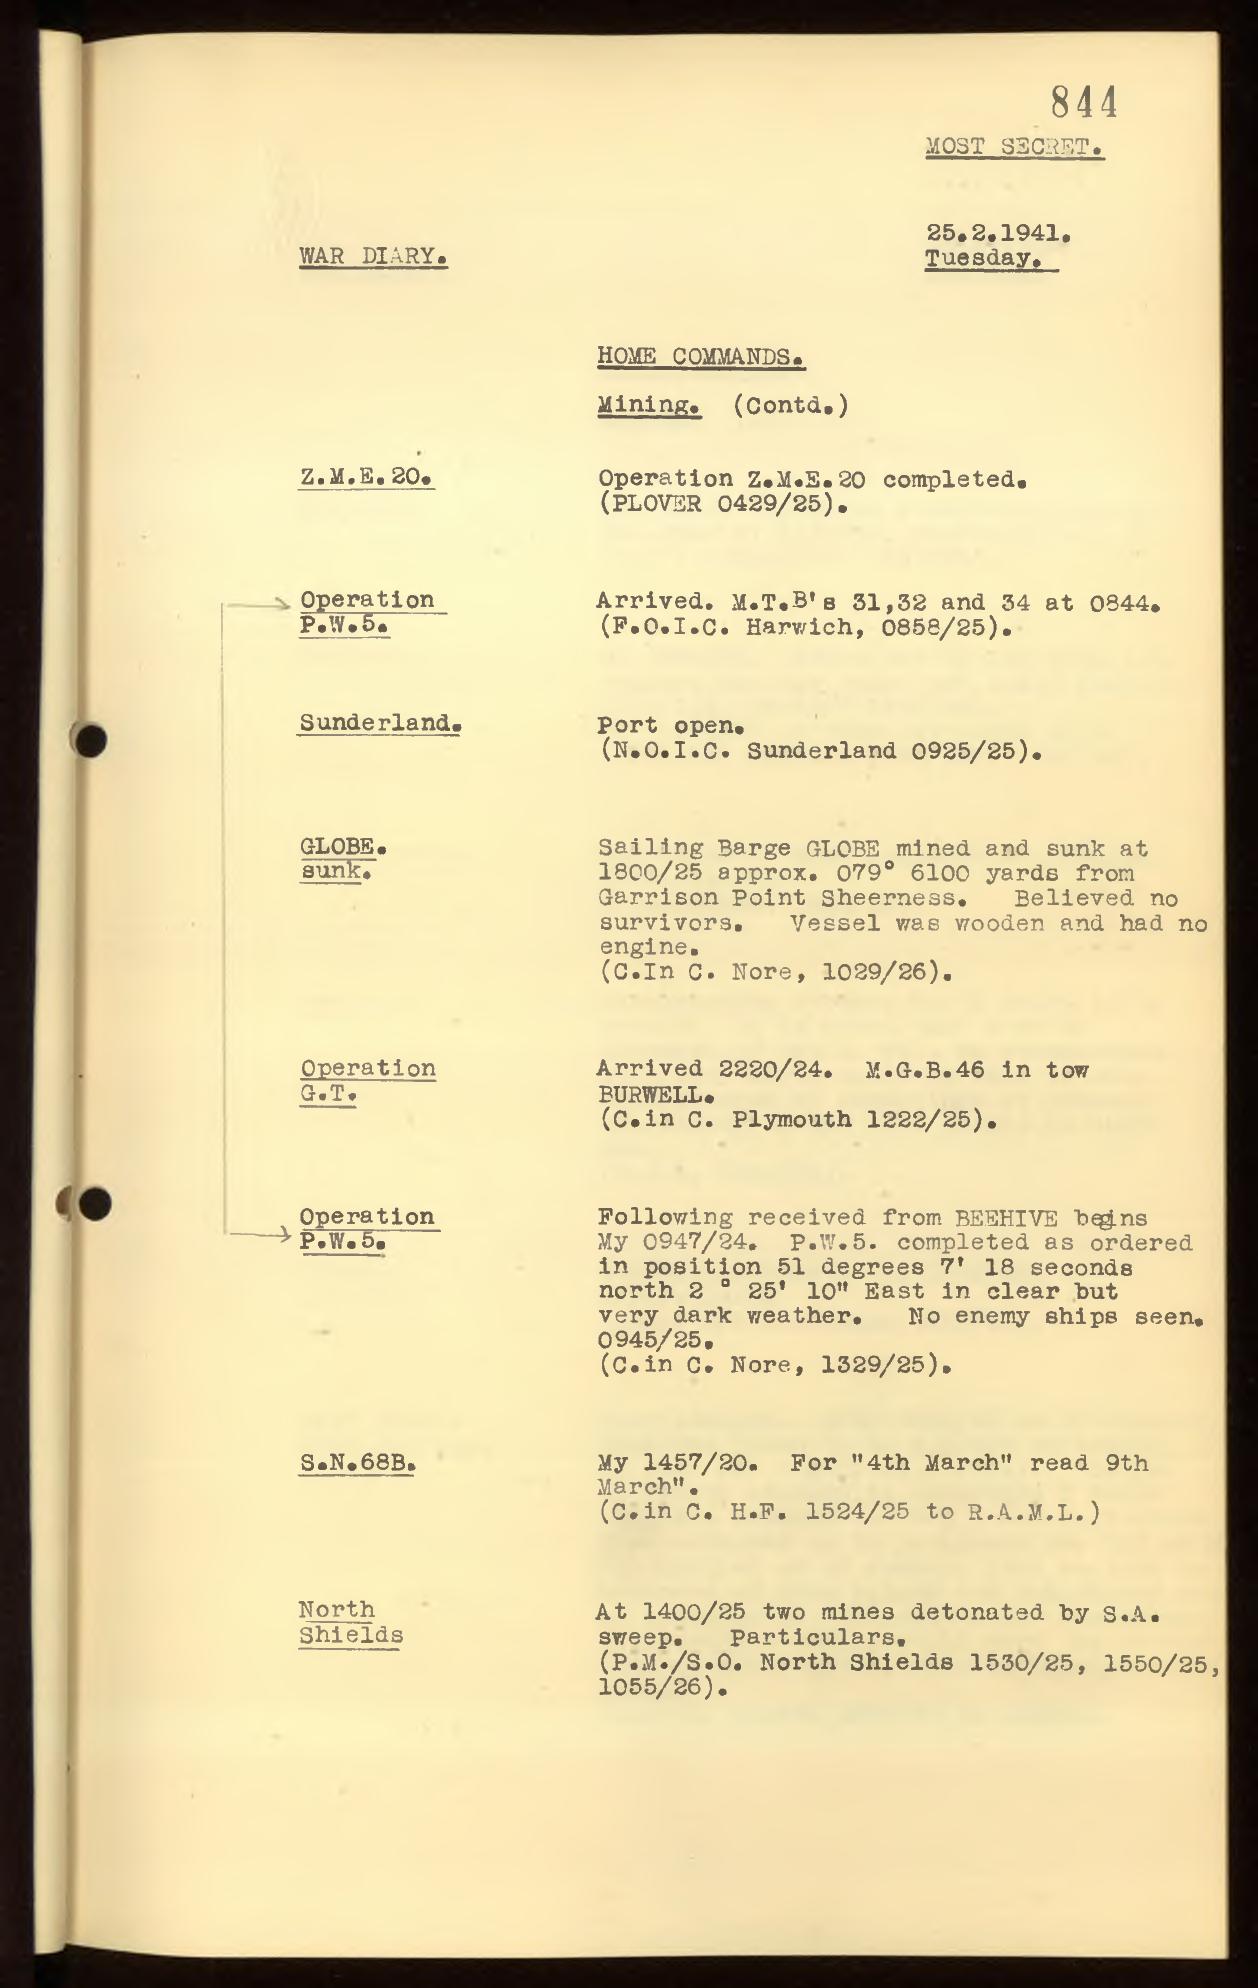 844
MOST SECRET.
25.2.1941.
WAR DIARY. Tuesday.
HOME COMMANDS.
Mining. (Contd.)
Z.M.E.20. Operation Z.M.E.20 completed.
(PLOVER 0429/25).
Operation Arrived. M.T.B's 31,32 and 34 at 0844.
P.W.5. (F.O.I.C. Harwich, 0858/25).
Sunderland. Port open.
(N.O.I.C. Sunderland 0925/25).
GLOBE. Sailing Barge GLOBE mined and sunk at
sunk. 1800/25 approx. 079° 6100 yards from
Garrison Point Sheerness. Believed no
survivors. Vessel was wooden and had no
engine.
(C.In C. Nore, 1029/26).
Operation Arrived 2220/24. M.G.B.46 in tow
G.T. BURWELL.
(C.in C. Plymouth 1222/25).
Operation Following received from BEEHIVE begins
P.W.5. My 0947/24. P.W.5. completed as ordered
in position 51 degrees 7' 18 seconds
north 2 ° 25' 10" East in clear but
very dark weather. No enemy ships seen.
0945/25.
(C.in C. Nore, 1329/25).
S.N.68B. My 1457/20. For "4th March" read 9th
March".
(C.in C. H.F. 1524/25 to R.A.M.L.)
North At 1400/25 two mines detonated by S.A.
Shields sweep. Particulars.
(P.M./S.O. North Shields 1530/25, 1550/25,
1055/26).